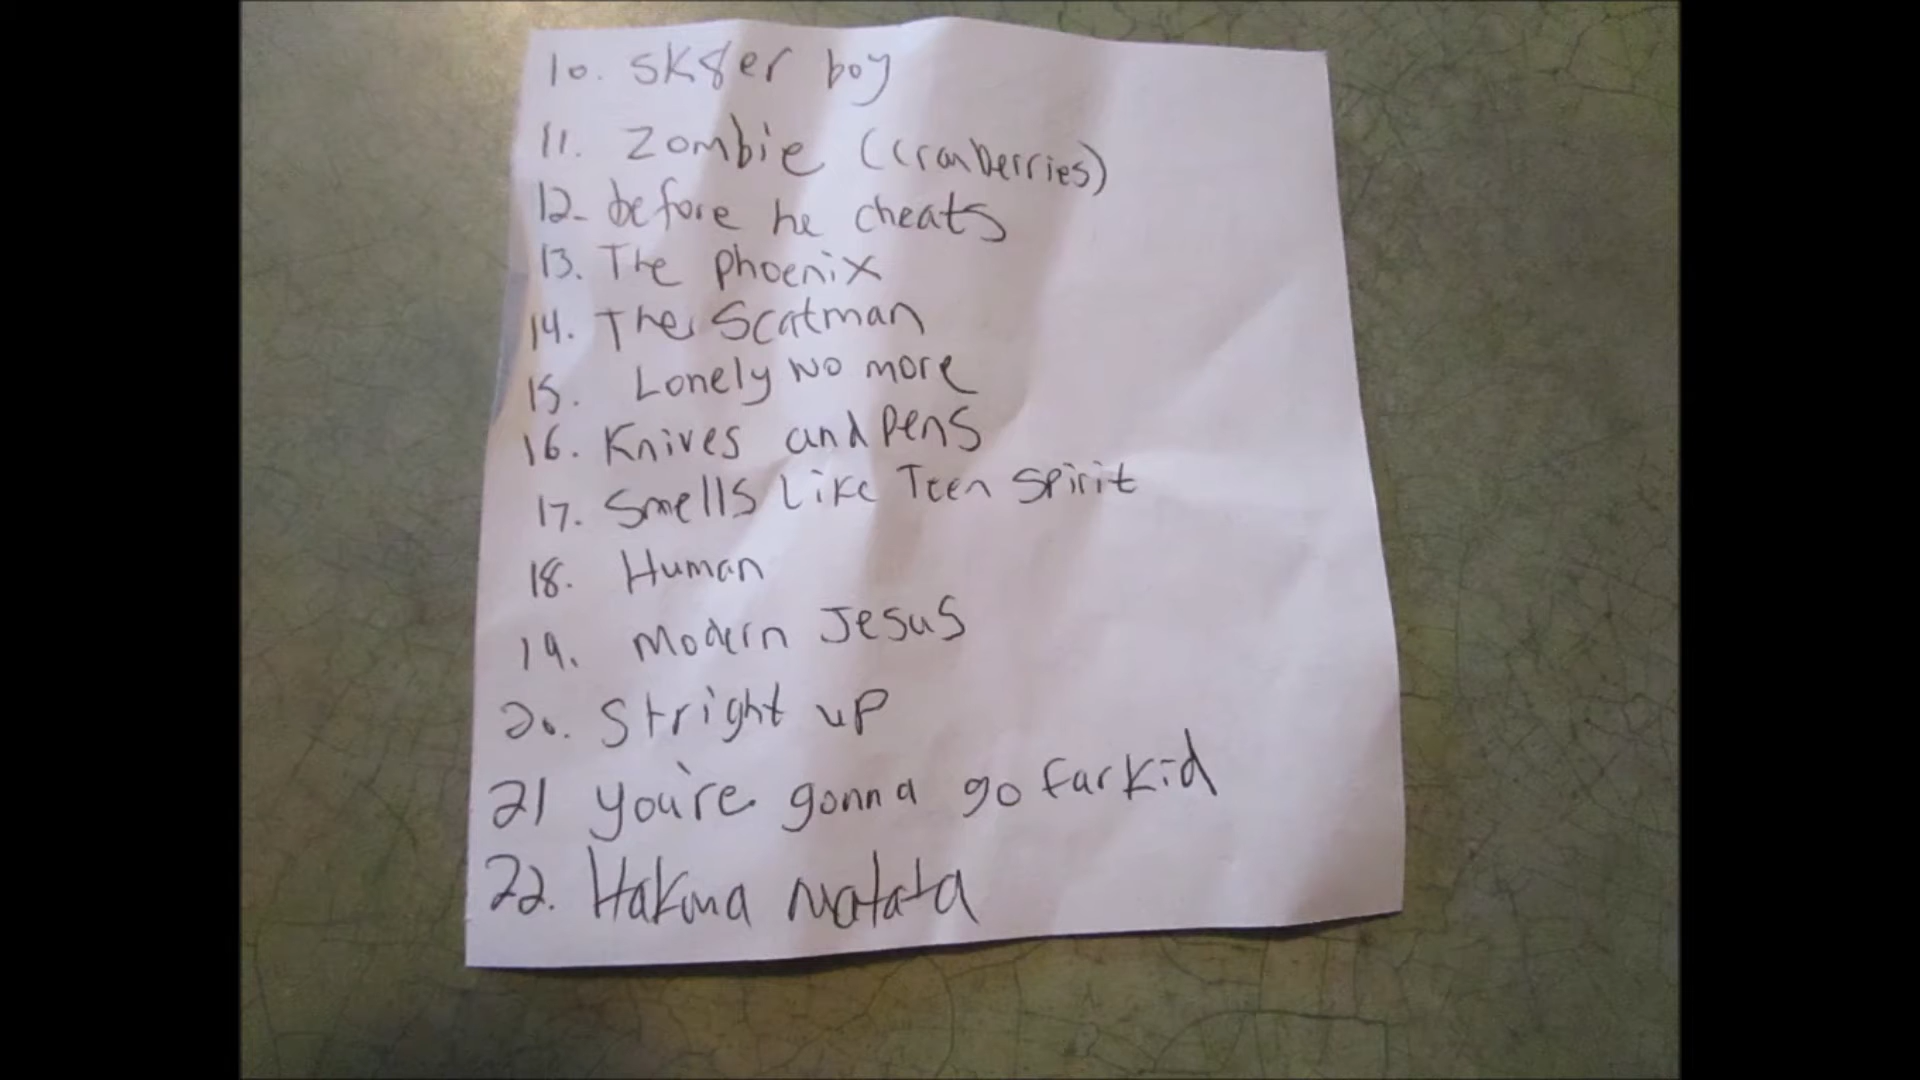 10. sk8er boy
11. Zombie (cranberries)
12. before he cheats
13. The phoenix
14. The Scatman
15. Lonely No more
16. Knives and Pens
17. Smells Like Teen Spirit
18. Human
19. Modern Jesus
20. Stright up
21 you're gonna go far kid
22. Hakuna matata